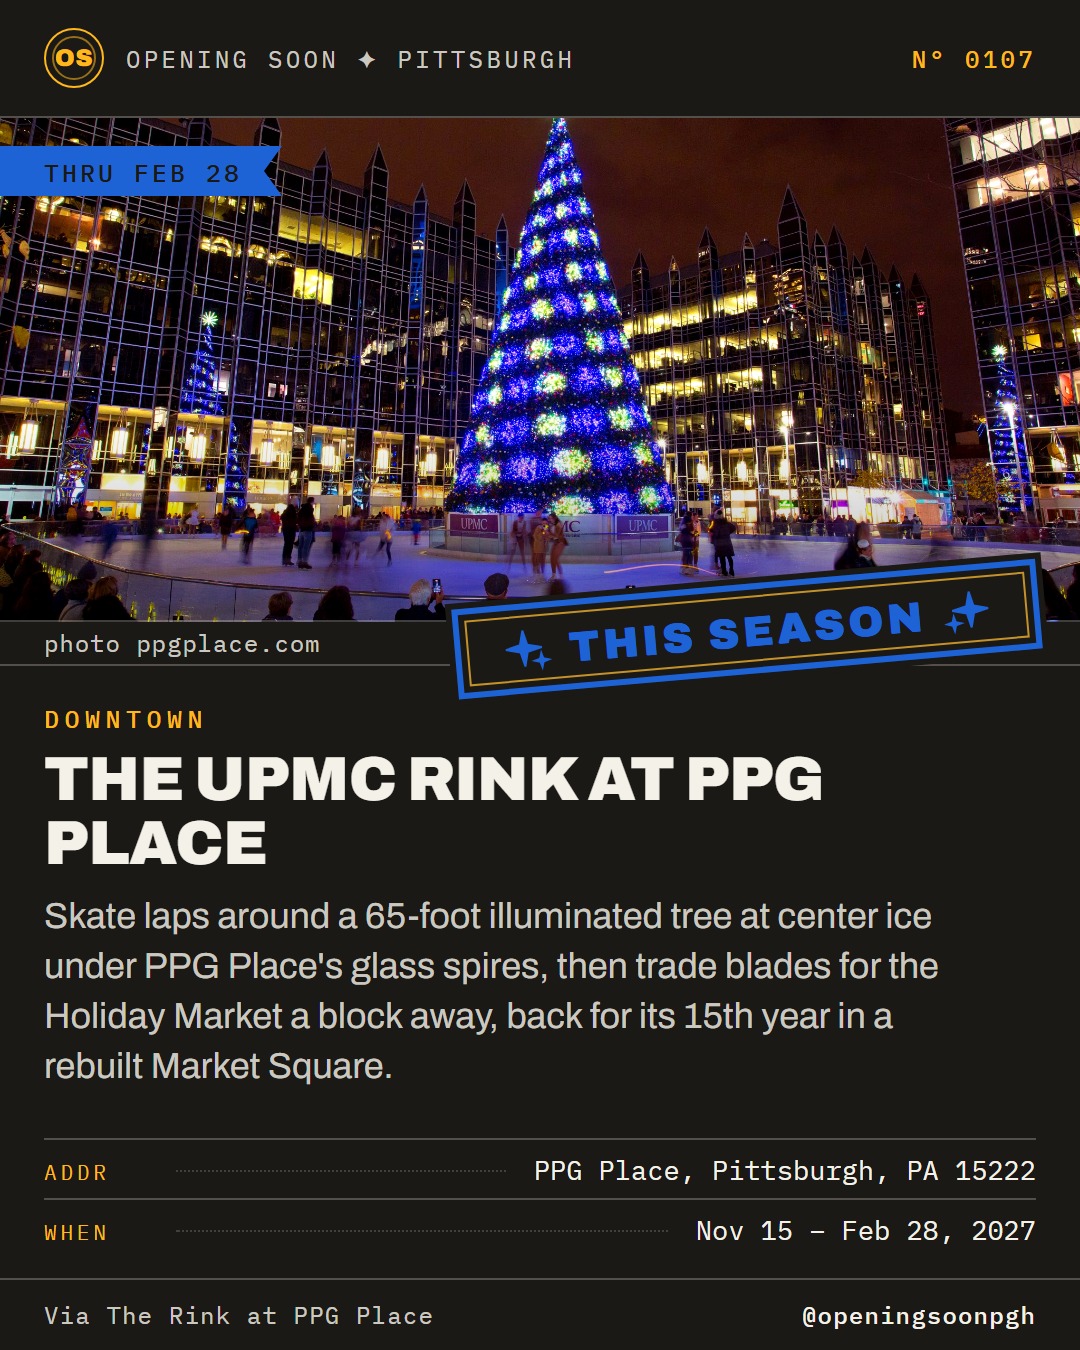 OS OPENING SOON ✦ PITTSBURGH N° 0107
THRU FEB 28
UPMC MC UPMC
photo ppgplace.com
THIS SEASON
DOWNTOWN
THE UPMC RINK AT PPG
PLACE
Skate laps around a 65-foot illuminated tree at center ice
under PPG Place's glass spires, then trade blades for the
Holiday Market a block away, back for its 15th year in a
rebuilt Market Square.
ADDR PPG Place, Pittsburgh, PA 15222
WHEN Nov 15 – Feb 28, 2027
Via The Rink at PPG Place @openingsoonpgh